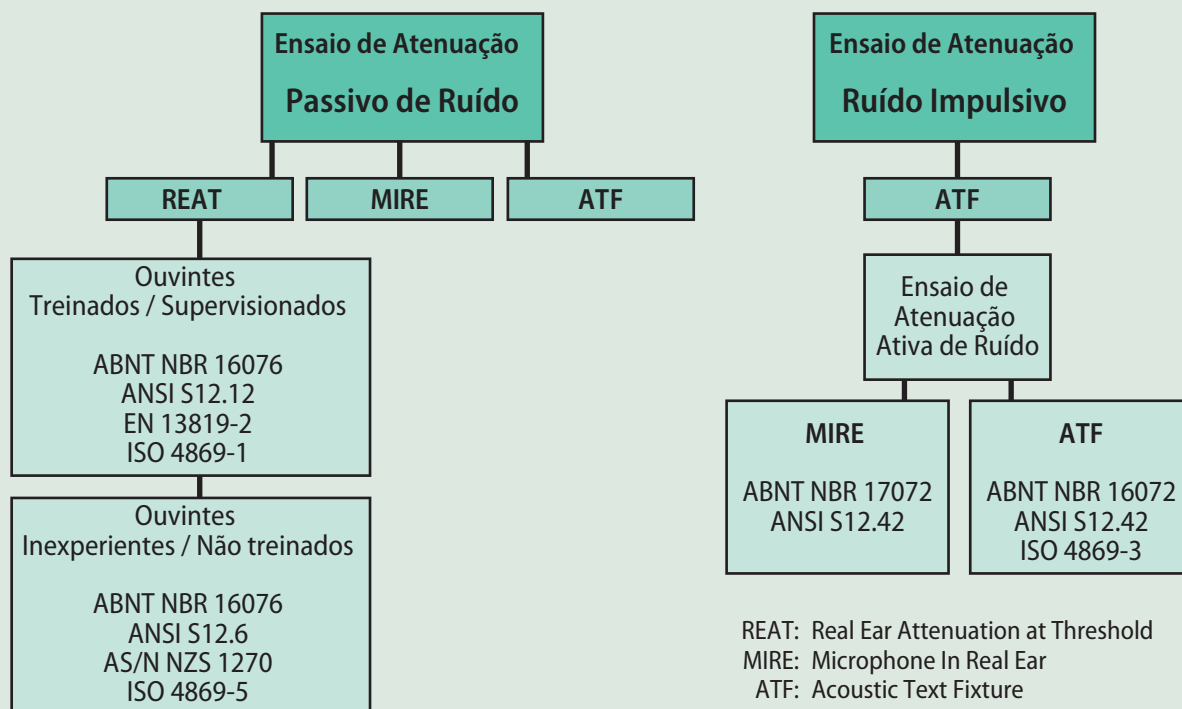 Ensaio de Atenuação
Passivo de Ruído
REAT
MIRE
ATF
Ouvintes
Treinados / Supervisionados
ABNT NBR 16076
ANSI S12.12
EN 13819-2
ISO 4869-1
Ouvintes
Inexperientes / Não treinados
ABNT NBR 16076
ANSI S12.6
AS/N NZS 1270
ISO 4869-5
Ensaio de Atenuação
Ruído Impulsivo
ATF
Ensaio de
Atenuação
Ativa de Ruído
MIRE
ABNT NBR 17072
ANSI S12.42
ATF
ABNT NBR 16072
ANSI S12.42
ISO 4869-3
REAT: Real Ear Attenuation at Threshold
MIRE: Microphone In Real Ear
ATF: Acoustic Text Fixture